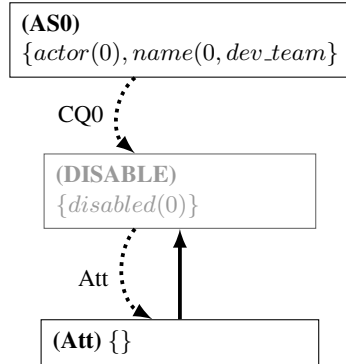 (AS0)
{actor(0), name(0, dev_team}
CQ0
(DISABLE)
{disabled(0)}
Att
(Att) {}